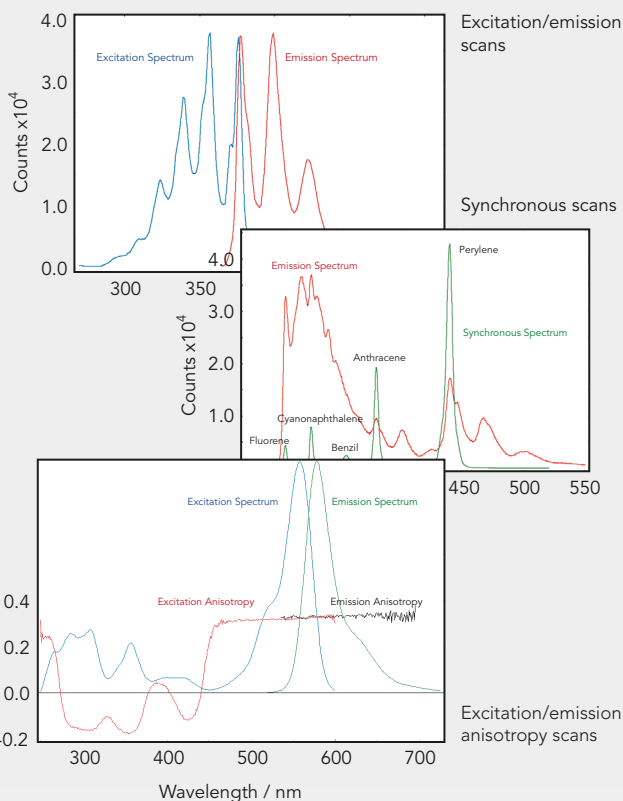 Excitation/emission
scans
4.0
3.0
2.0
1.0
0.0
Counts x10⁴
Excitation Spectrum
Emission Spectrum
300 350
Synchronous scans
4.0
3.0
2.0
1.0
Counts x10⁴
Emission Spectrum
Perylene
Synchronous Spectrum
Anthracene
Cyanonaphthalene
Fluorene
Benzil
450 500 550
Excitation Spectrum
Emission Spectrum
Excitation Anisotropy
Emission Anisotropy
0.4
0.2
0.0
0.2
300 400 500 600 700
Wavelength / nm
Excitation/emission
anisotropy scans